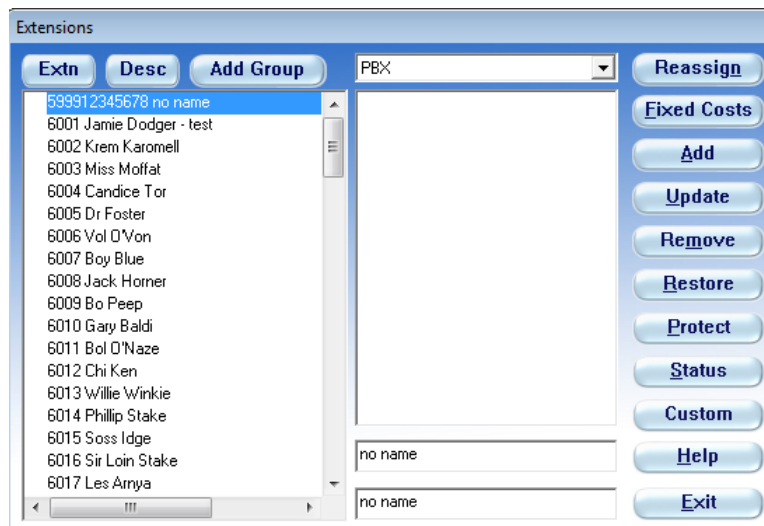 Extensions
Extn Desc Add Group
PBX
599912345678 no name
6001 Jamie Dodger - test
6002 Krem Karomell
6003 Miss Moffat
6004 Candice Tor
6005 Dr Foster
6006 Vol O'Von
6007 Boy Blue
6008 Jack Horner
6009 Bo Peep
6010 Gary Baldi
6011 Bol O'Naze
6012 Chi Ken
6013 Willie Winkie
6014 Phillip Stake
6015 Soss Idge
6016 Sir Loin Stake
6017 Les Arnya
no name
no name
Reassign
Fixed Costs
Add
Update
Remove
Restore
Protect
Status
Custom
Help
Exit